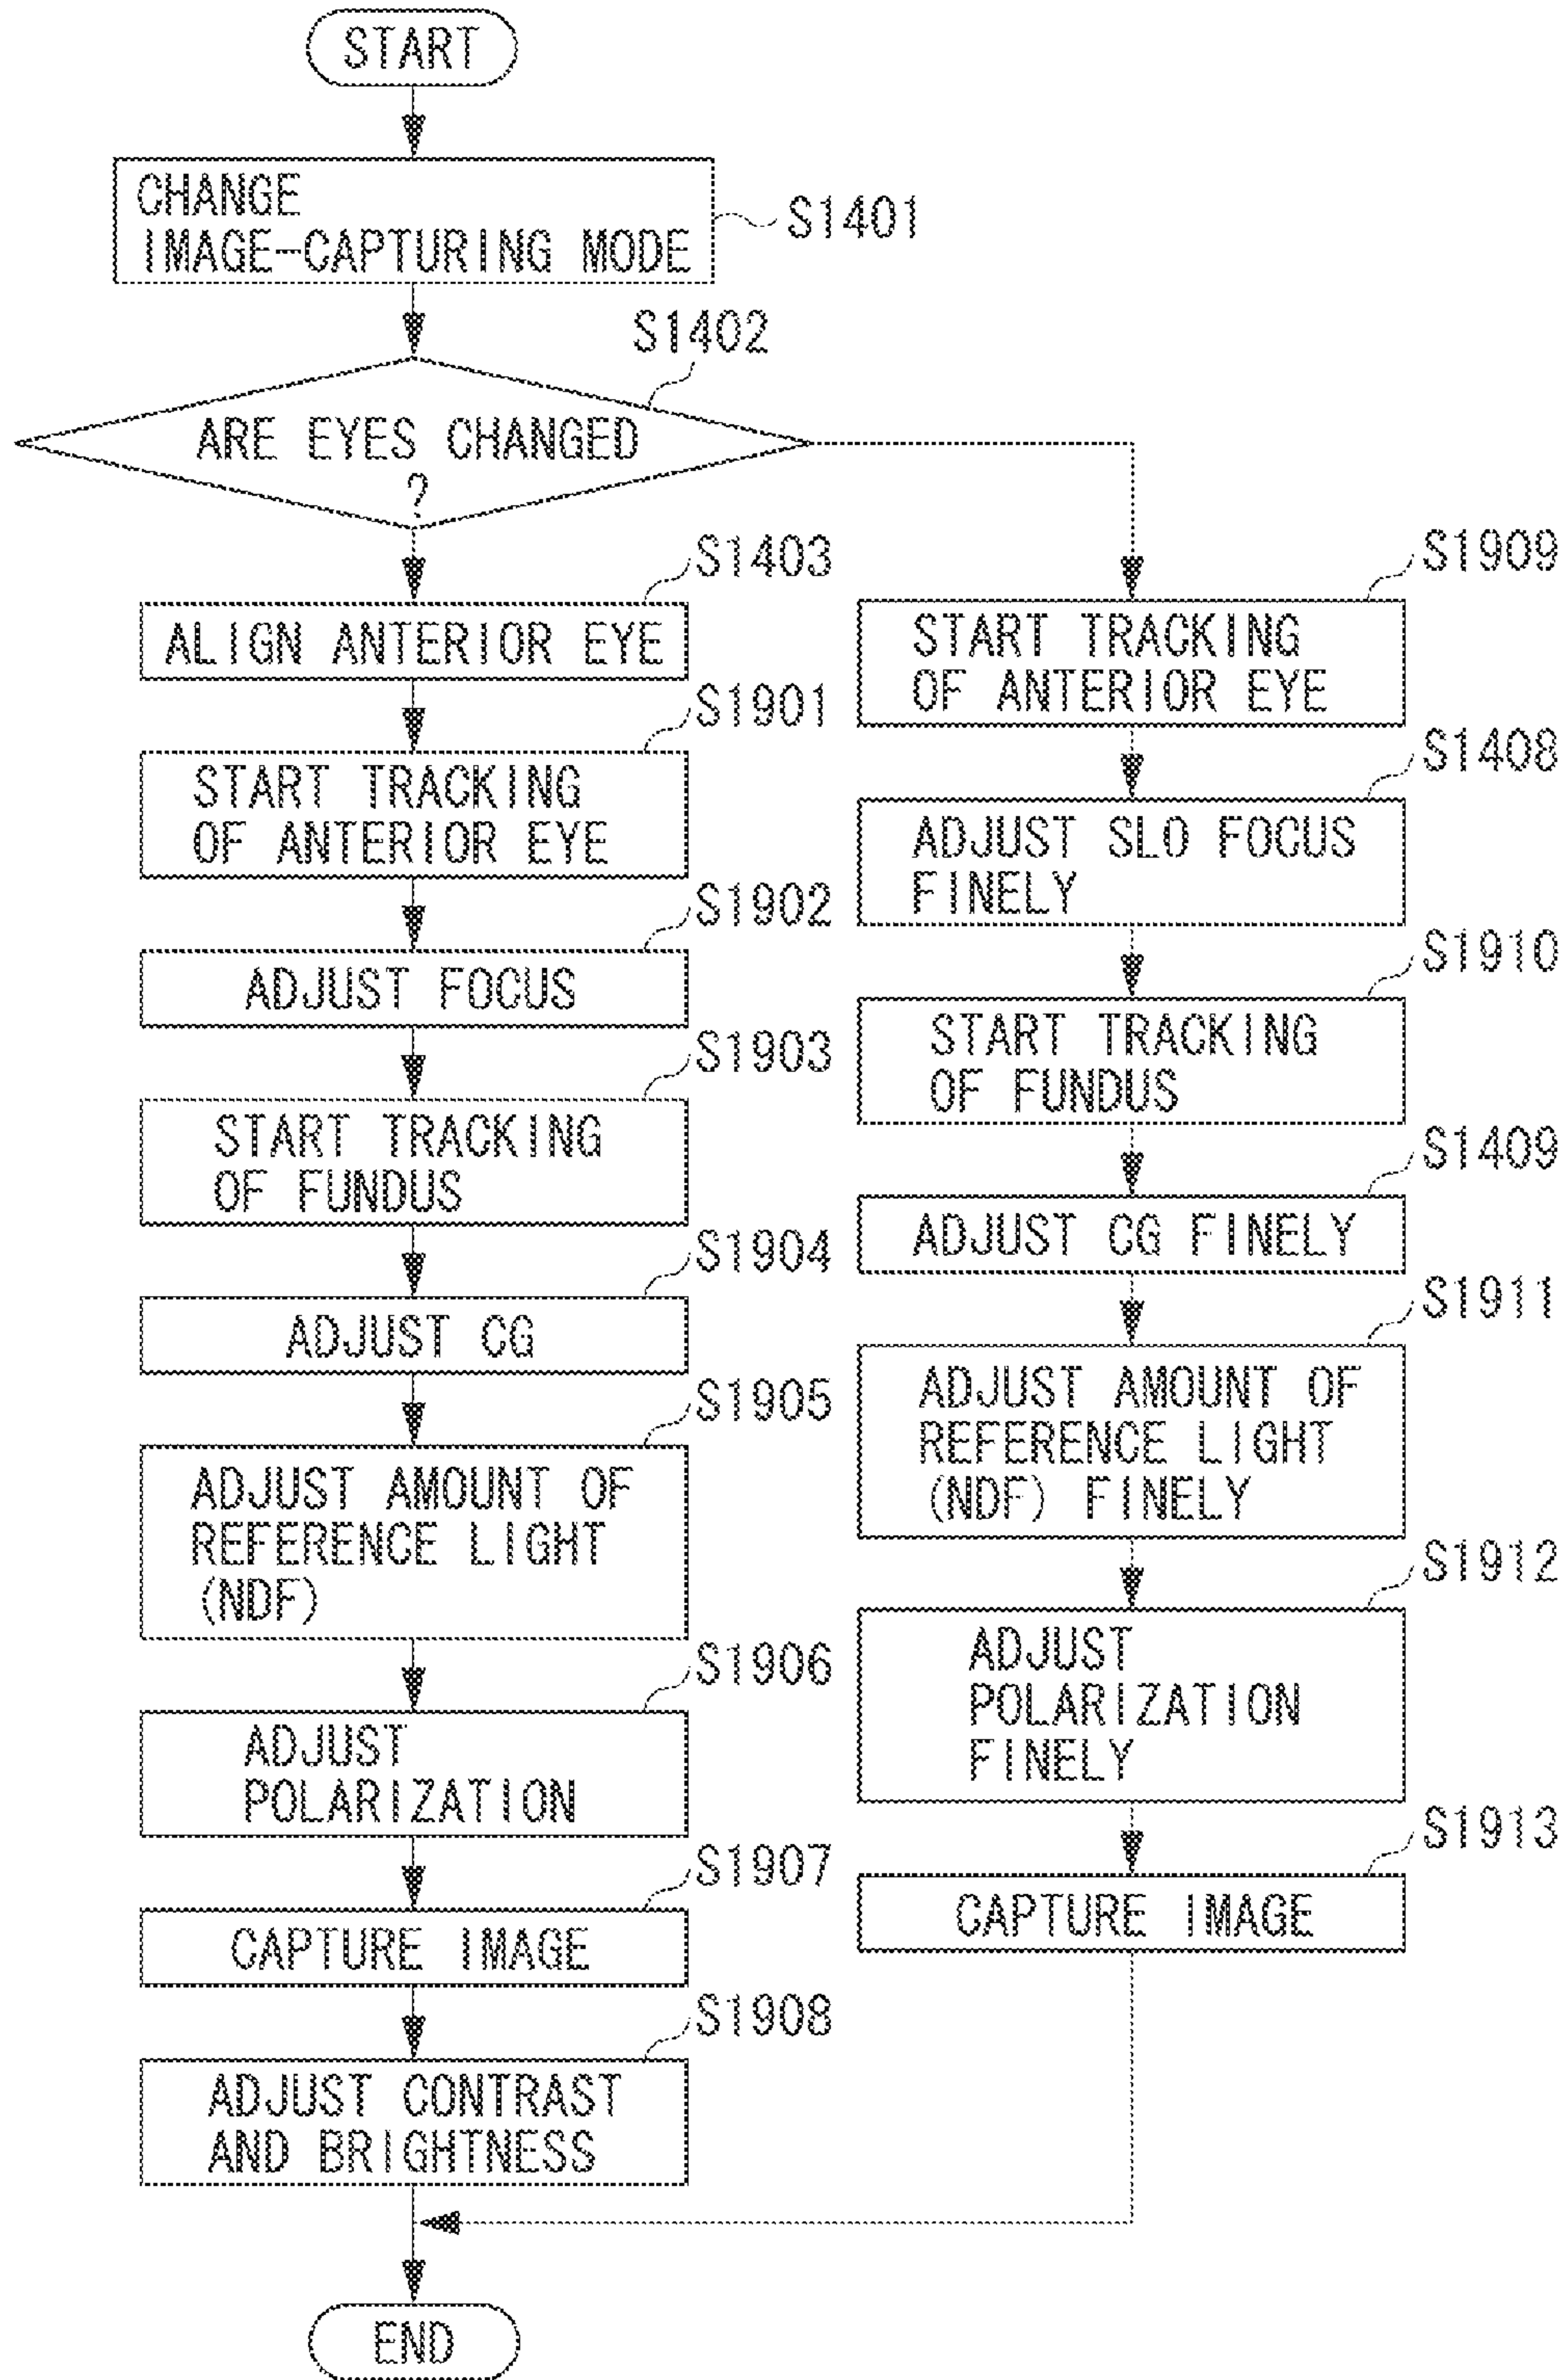 START
CHANGE
IMAGE-CAPTURING MODE
S1401
S1402
ARE EYES CHANGED
?
S1403
ALIGN ANTERIOR EYE
S1901
START TRACKING
OF ANTERIOR EYE
S1902
ADJUST FOCUS
S1903
START TRACKING
OF FUNDUS
S1904
ADJUST CG
S1905
ADJUST AMOUNT OF
REFERENCE LIGHT
(NDF)
S1906
ADJUST
POLARIZATION
S1907
CAPTURE IMAGE
S1908
ADJUST CONTRAST
AND BRIGHTNESS
S1909
START TRACKING
OF ANTERIOR EYE
S1408
ADJUST SLO FOCUS
FINELY
S1910
START TRACKING
OF FUNDUS
S1409
ADJUST CG FINELY
S1911
ADJUST AMOUNT OF
REFERENCE LIGHT
(NDF) FINELY
S1912
ADJUST
POLARIZATION
FINELY
S1913
CAPTURE IMAGE
END